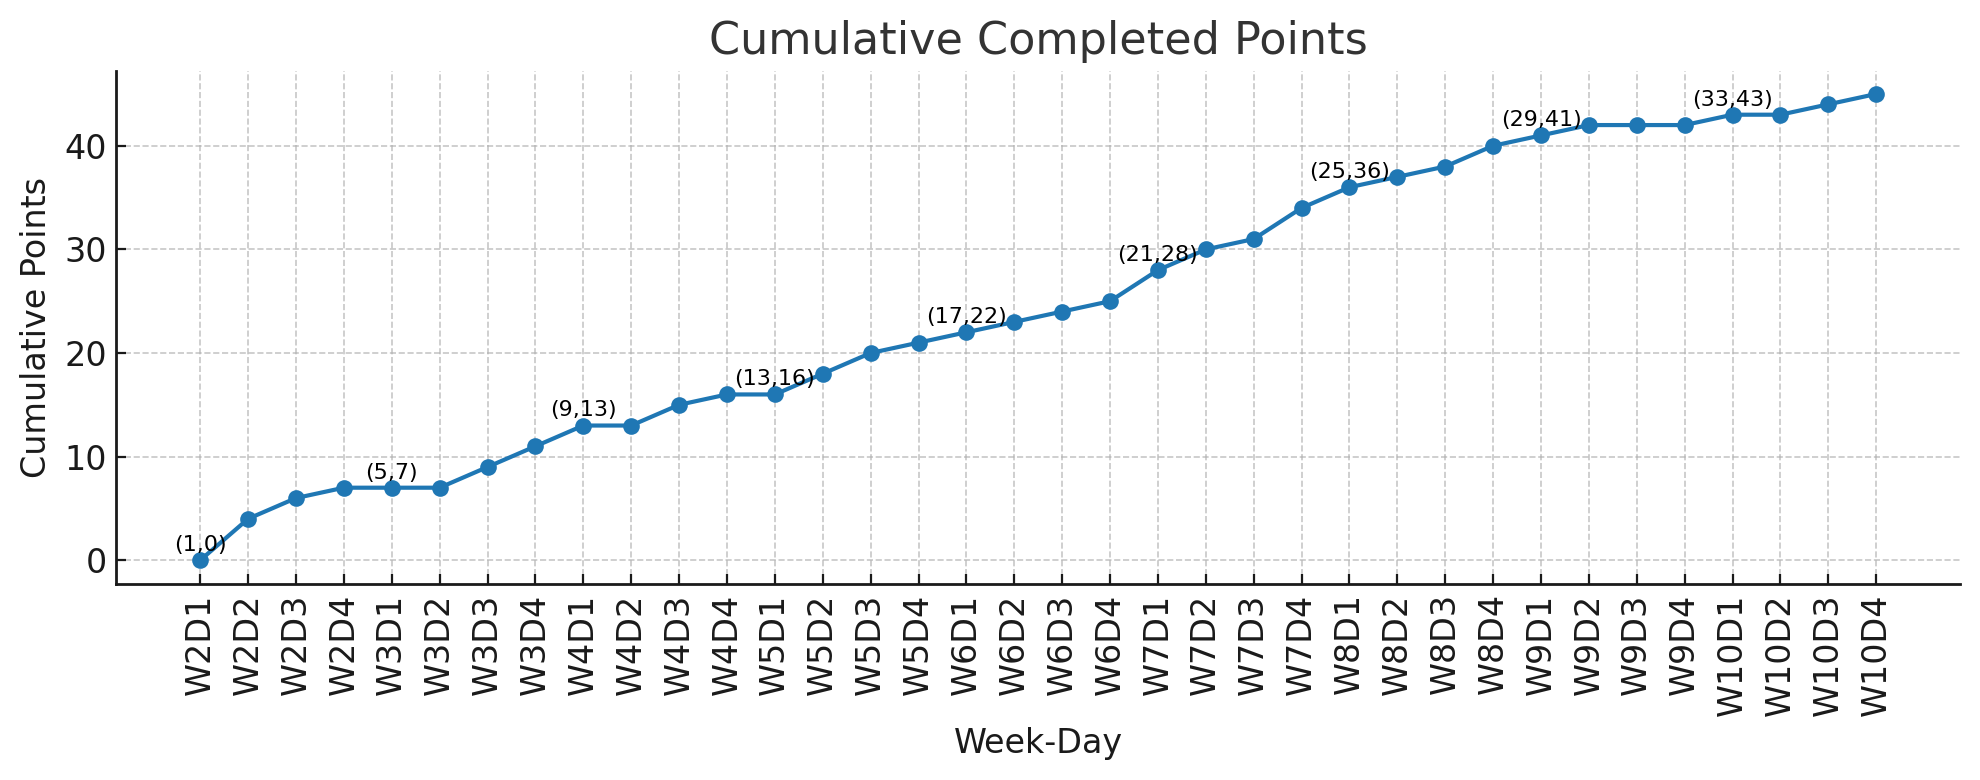 Cumulative Completed Points
Cumulative Points
40
30
20
10
0
(1,0)
(5,7)
(9,13)
(13,16)
(17,22)
(21,28)
(25,36)
(29,41)
(33,43)
W2D1
W2D2
W2D3
W2D4
W3D1
W3D2
W3D3
W3D4
W4D1
W4D2
W4D3
W4D4
W5D1
W5D2
W5D3
W5D4
W6D1
W6D2
W6D3
W6D4
W7D1
W7D2
W7D3
W7D4
W8D1
W8D2
W8D3
W8D4
W9D1
W9D2
W9D3
W9D4
W10D1
W10D2
W10D3
W10D4
Week-Day